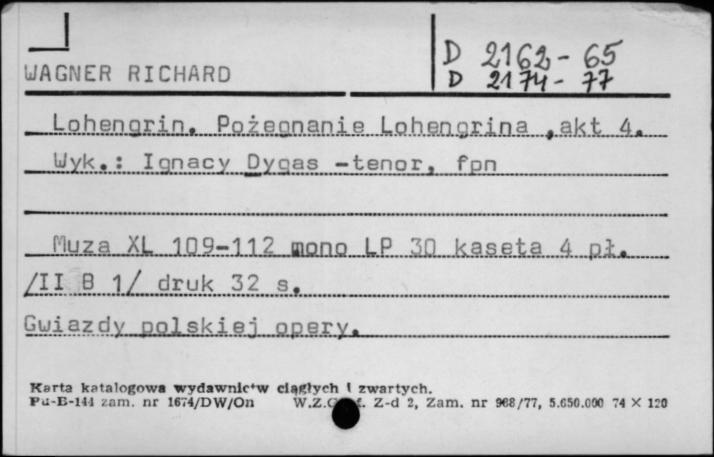 D 2162-65
WAGNER RICHARD
D 2174-77
Lohengrin. Pożegnanie Lohengrina ,akt 4.
Wyk.: Ignacy Dygas -tenor, fpn
Muza XL 109-112 mono LP 30 kaseta 4 pł.
/II B 1/ druk 32 s.
Gwiazdy polskiej opery.
Karta katalogowa wydawnictw ciągłych i zwartych.
Pu-B-144 zam. nr 1674/DW/On W.Z.Graf. Z-d 2, Zam. nr 968/77, 5.650.000 74 X 120